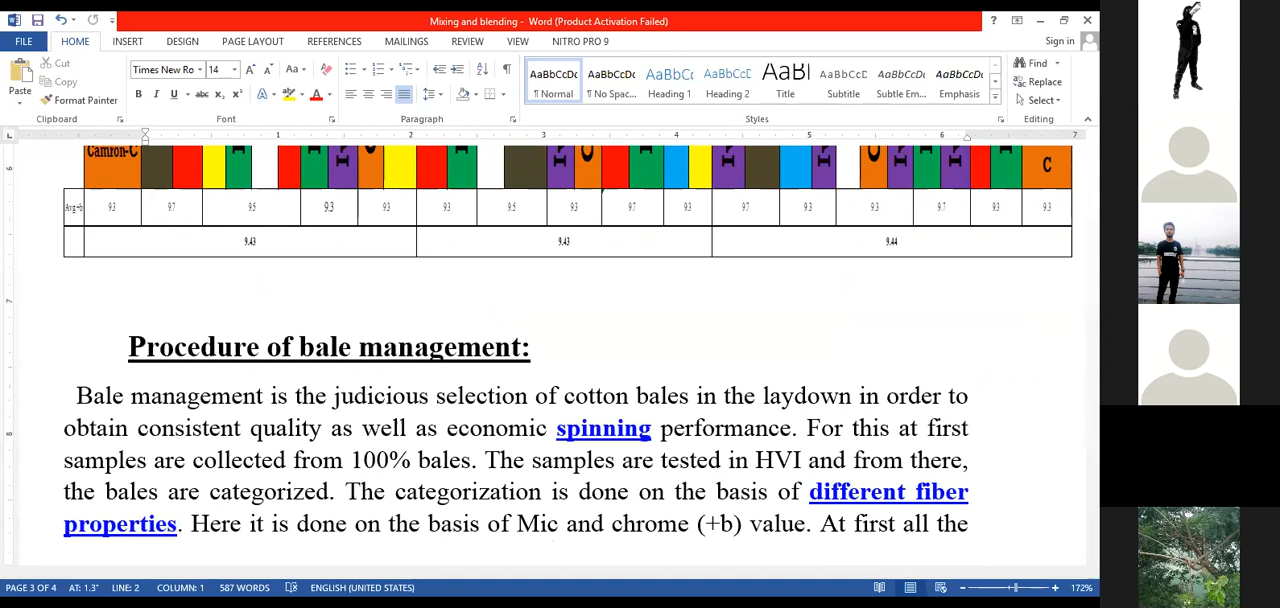 Mixing and blending - Word (Product Activation Failed)
FILE HOME INSERT DESIGN PAGE LAYOUT REFERENCES MAILINGS REVIEW VIEW NITRO PRO 9 Sign in
Paste Cut Copy Format Painter
Times New Ro 14
AaBbCcDc AaBbCcDc AaBbCc AaBbCcD AaBl AaBbCcD AaBbCcDc AaBbCcDc
¶ Normal ¶ No Spac... Heading 1 Heading 2 Title Subtitle Subtle Em... Emphasis
Find
Replace
Select
Clipboard Font Paragraph Styles Editing
1 2 3 4 5 6 7
Camron-C C
Avg +b 9.3 9.7 9.5 9.3 9.3 9.3 9.5 9.3 9.7 9.3 9.7 9.3 9.3 9.7 9.3 9.3
9.43 9.43 9.44
Procedure of bale management:
Bale management is the judicious selection of cotton bales in the laydown in order to
obtain consistent quality as well as economic spinning performance. For this at first
samples are collected from 100% bales. The samples are tested in HVI and from there,
the bales are categorized. The categorization is done on the basis of different fiber
properties. Here it is done on the basis of Mic and chrome (+b) value. At first all the
PAGE 3 OF 4 AT: 1.3" LINE: 2 COLUMN: 1 587 WORDS ENGLISH (UNITED STATES) 172%